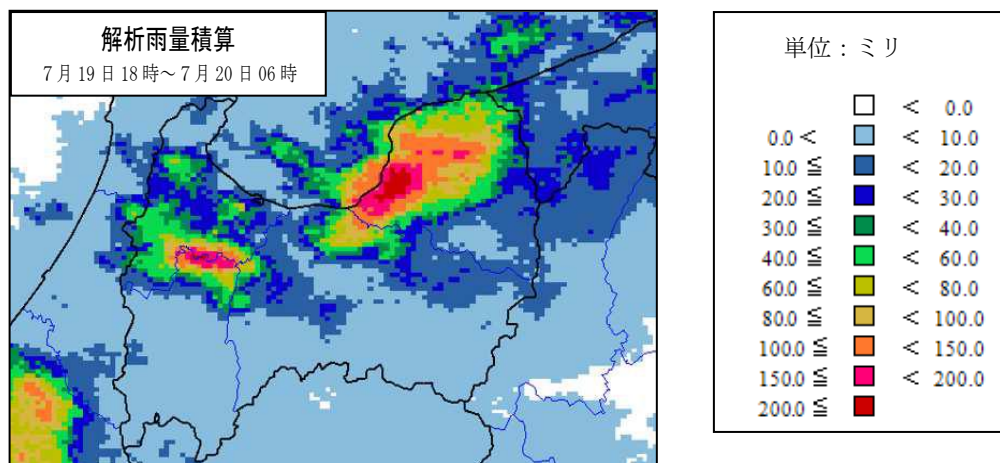 解析雨量積算
7月19日18時～7月20日06時
単位：ミリ
< 0.0
0.0 < < 10.0
10.0 ≦ < 20.0
20.0 ≦ < 30.0
30.0 ≦ < 40.0
40.0 ≦ < 60.0
60.0 ≦ < 80.0
80.0 ≦ < 100.0
100.0 ≦ < 150.0
150.0 ≦ < 200.0
200.0 ≦